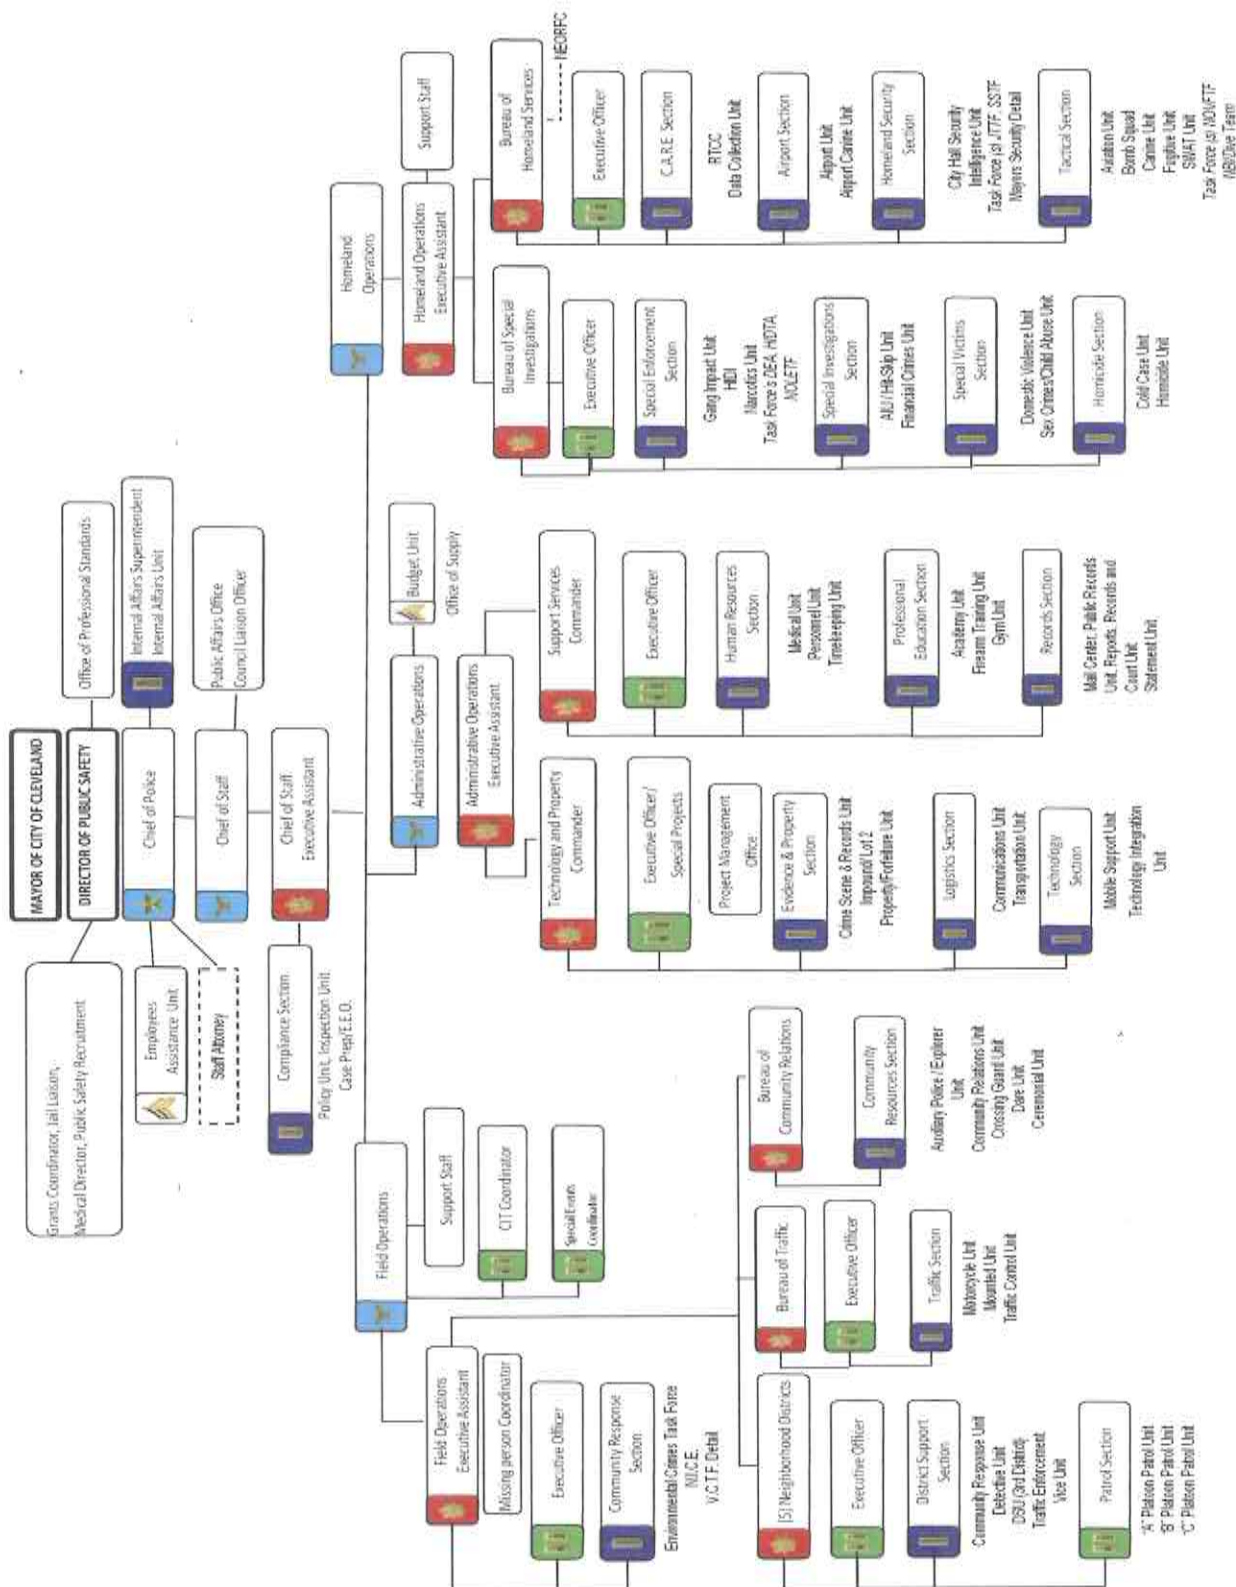 MAYOR OF CITY OF CLEVELAND
DIRECTOR OF PUBLIC SAFETY
Grants Coordinator, Jail Liaison,
Medical Director, Public Safety Recruitment
Office of Professional Standards
Chief of Police
Internal Affairs Superintendent
Internal Affairs Unit
Employees
Assistance Unit
Staff Attorney
Chief of Staff
Public Affairs Office
Council Liaison Officer
Chief of Staff
Executive Assistant
Compliance Section
Policy Unit, Inspection Unit
Case Prep/E.E.O.
Field Operations
Support Staff
CIT Coordinator
Special Events
Coordinator
Field Operations
Executive Assistant
Missing person Coordinator
Executive Officer
Community Response
Section
Environmental Crimes Task Force
N.I.C.E.
V.C.T.F. Detail
[5] Neighborhood Districts
Executive Officer
District Support
Section
Community Response Unit
Detective Unit
DSU (3rd District)
Traffic Enforcement
Vice Unit
Patrol Section
"A" Platoon Patrol Unit
"B" Platoon Patrol Unit
"C" Platoon Patrol Unit
Bureau of Traffic
Executive Officer
Traffic Section
Motorcycle Unit
Mounted Unit
Traffic Control Unit
Bureau of
Community Relations
Community
Resources Section
Auxiliary Police / Explorer
Unit
Community Relations Unit
Crossing Guard Unit
Dare Unit
Ceremonial Unit
Administrative Operations
Budget Unit
Office of Supply
Administrative Operations
Executive Assistant
Technology and Property
Commander
Executive Officer/
Special Projects
Project Management
Office
Evidence & Property
Section
Crime Scene & Records Unit
Impound/Lot 2
Property/Forfeiture Unit
Logistics Section
Communications Unit
Transportation Unit
Technology
Section
Mobile Support Unit
Technology Integration
Unit
Support Services
Commander
Executive Officer
Human Resources
Section
Medical Unit
Personnel Unit
Timekeeping Unit
Professional
Education Section
Academy Unit
Firearm Training Unit
Gym Unit
Records Section
Mail Center, Public Records
Unit, Reports, Records and
Court Unit
Statement Unit
Homeland
Operations
Homeland Operations
Executive Assistant
Support Staff
Bureau of Special
Investigations
Executive Officer
Special Enforcement
Section
Gang Impact Unit
HIDI
Narcotics Unit
Task Force's DEA, HIDTA,
NOLETF
Special Investigations
Section
AIU / Hit-Skip Unit
Financial Crimes Unit
Special Victims
Section
Domestic Violence Unit
Sex Crimes/Child Abuse Unit
Homicide Section
Cold Case Unit
Homicide Unit
Bureau of
Homeland Services
NEORFC
Executive Officer
C.A.R.E. Section
RTCC
Data Collection Unit
Airport Section
Airport Unit
Airport Canine Unit
Homeland Security
Section
City Hall Security
Intelligence Unit
Task Force (s) JTTF, SSTF
Mayors Security Detail
Tactical Section
Aviation Unit
Bomb Squad
Canine Unit
Fugitive Unit
SWAT Unit
Task Force (s) NOVFTF
Dive Team